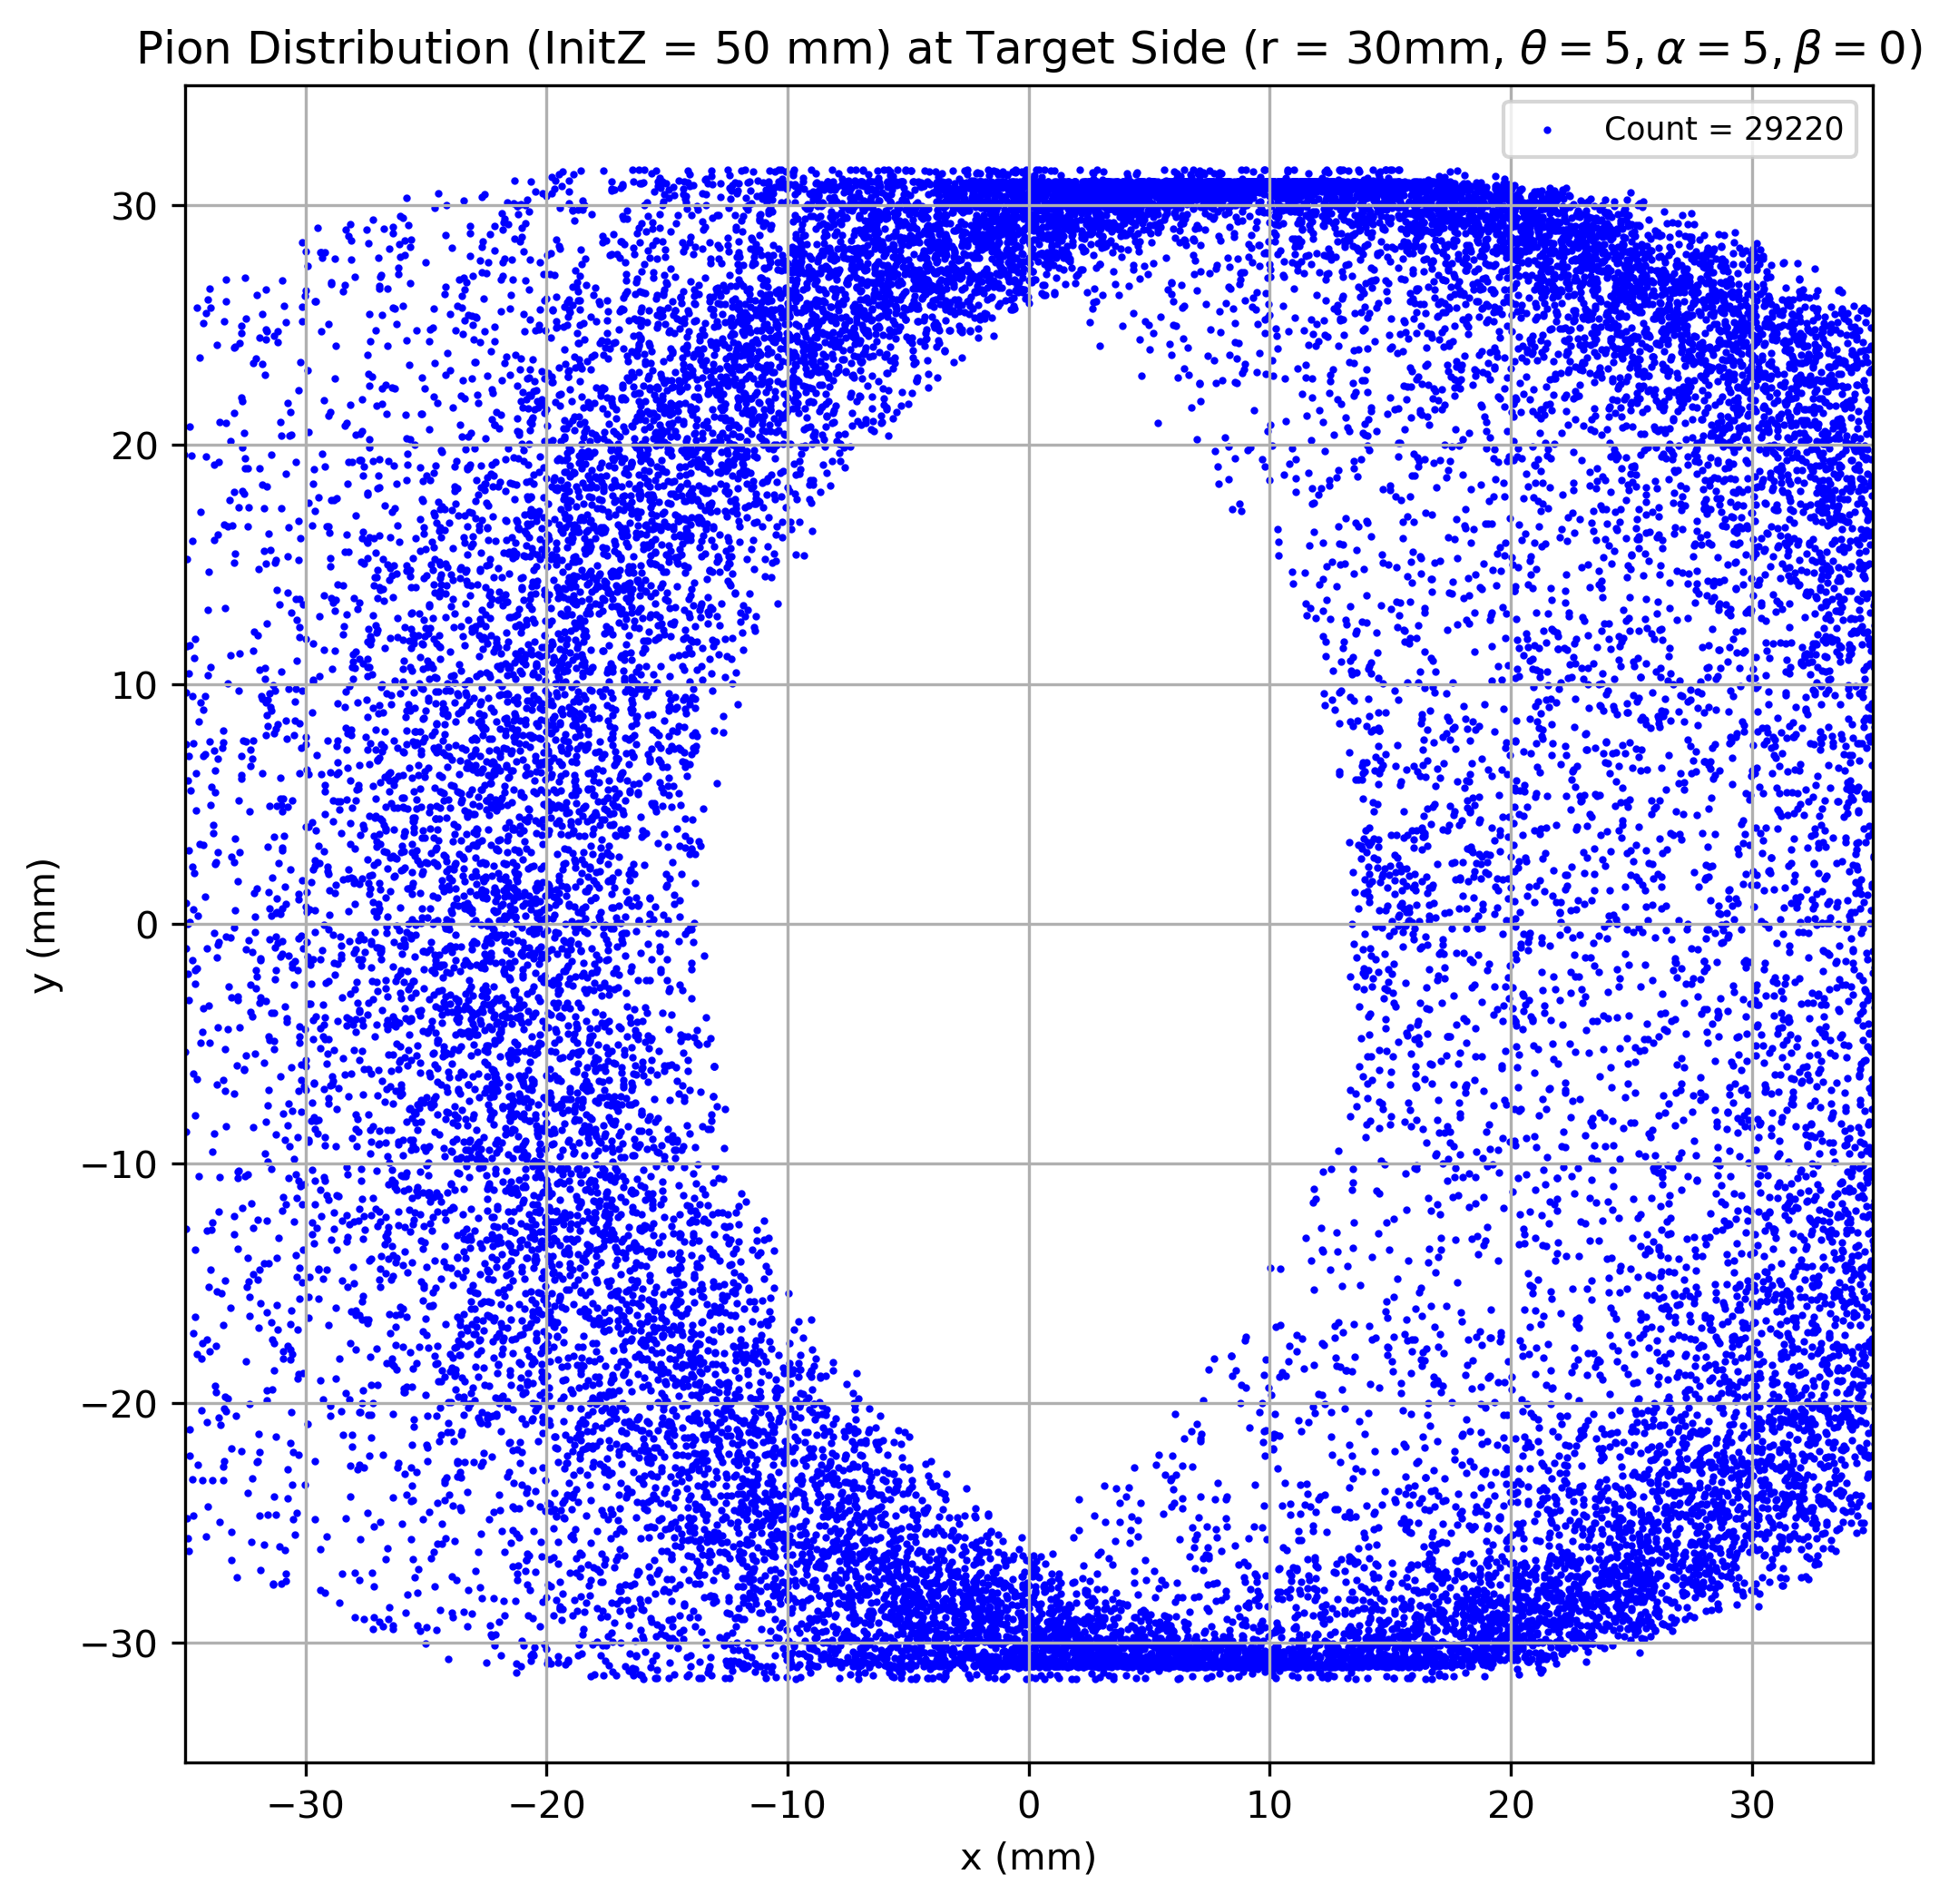 Pion Distribution (InitZ = 50 mm) at Target Side (r = 30mm, θ = 5, α = 5, β = 0)
Count = 29220
30
20
10
0
−10
−20
−30
y (mm)
−30 −20 −10 0 10 20 30
x (mm)